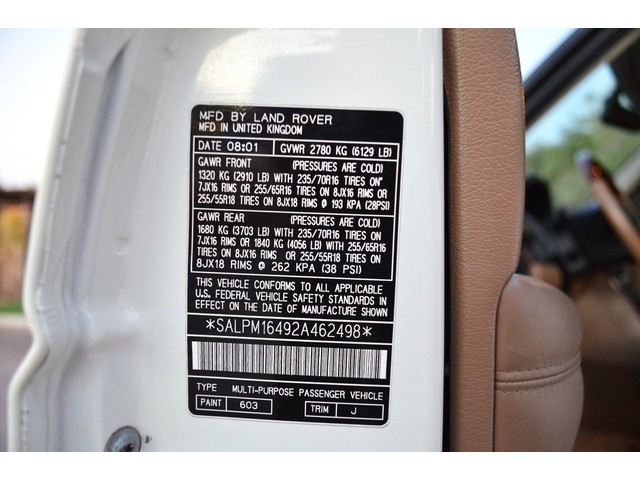 MFD BY LAND ROVER
MFD IN UNITED KINGDOM
DATE 08:01 GVWR 2780 KG (6129 LB)
GAWR FRONT (PRESSURES ARE COLD)
1320 KG (2910 LB) WITH 235/70R16 TIRES ON"
7JX16 RIMS OR 255/65R16 TIRES ON 8JX16 RIMS OR
255/55R18 TIRES ON 8JX18 RIMS @ 193 KPA (28PSI)
GAWR REAR (PRESSURES ARE COLD)
1680 KG (3703 LB) WITH 235/70R16 TIRES ON
7JX16 RIMS OR 1840 KG (4056 LB) WITH 255/65R16
TIRES ON 8JX16 RIMS OR 255/55R18 TIRES ON
8JX18 RIMS @ 262 KPA (38 PSI)
THIS VEHICLE CONFORMS TO ALL APPLICABLE
U.S. FEDERAL VEHICLE SAFETY STANDARDS IN
EFFECT ON THE DATE OF MANUFACTURE SHOWN
*SALPM16492A462498*
TYPE MULTI-PURPOSE PASSENGER VEHICLE
PAINT 603 TRIM J